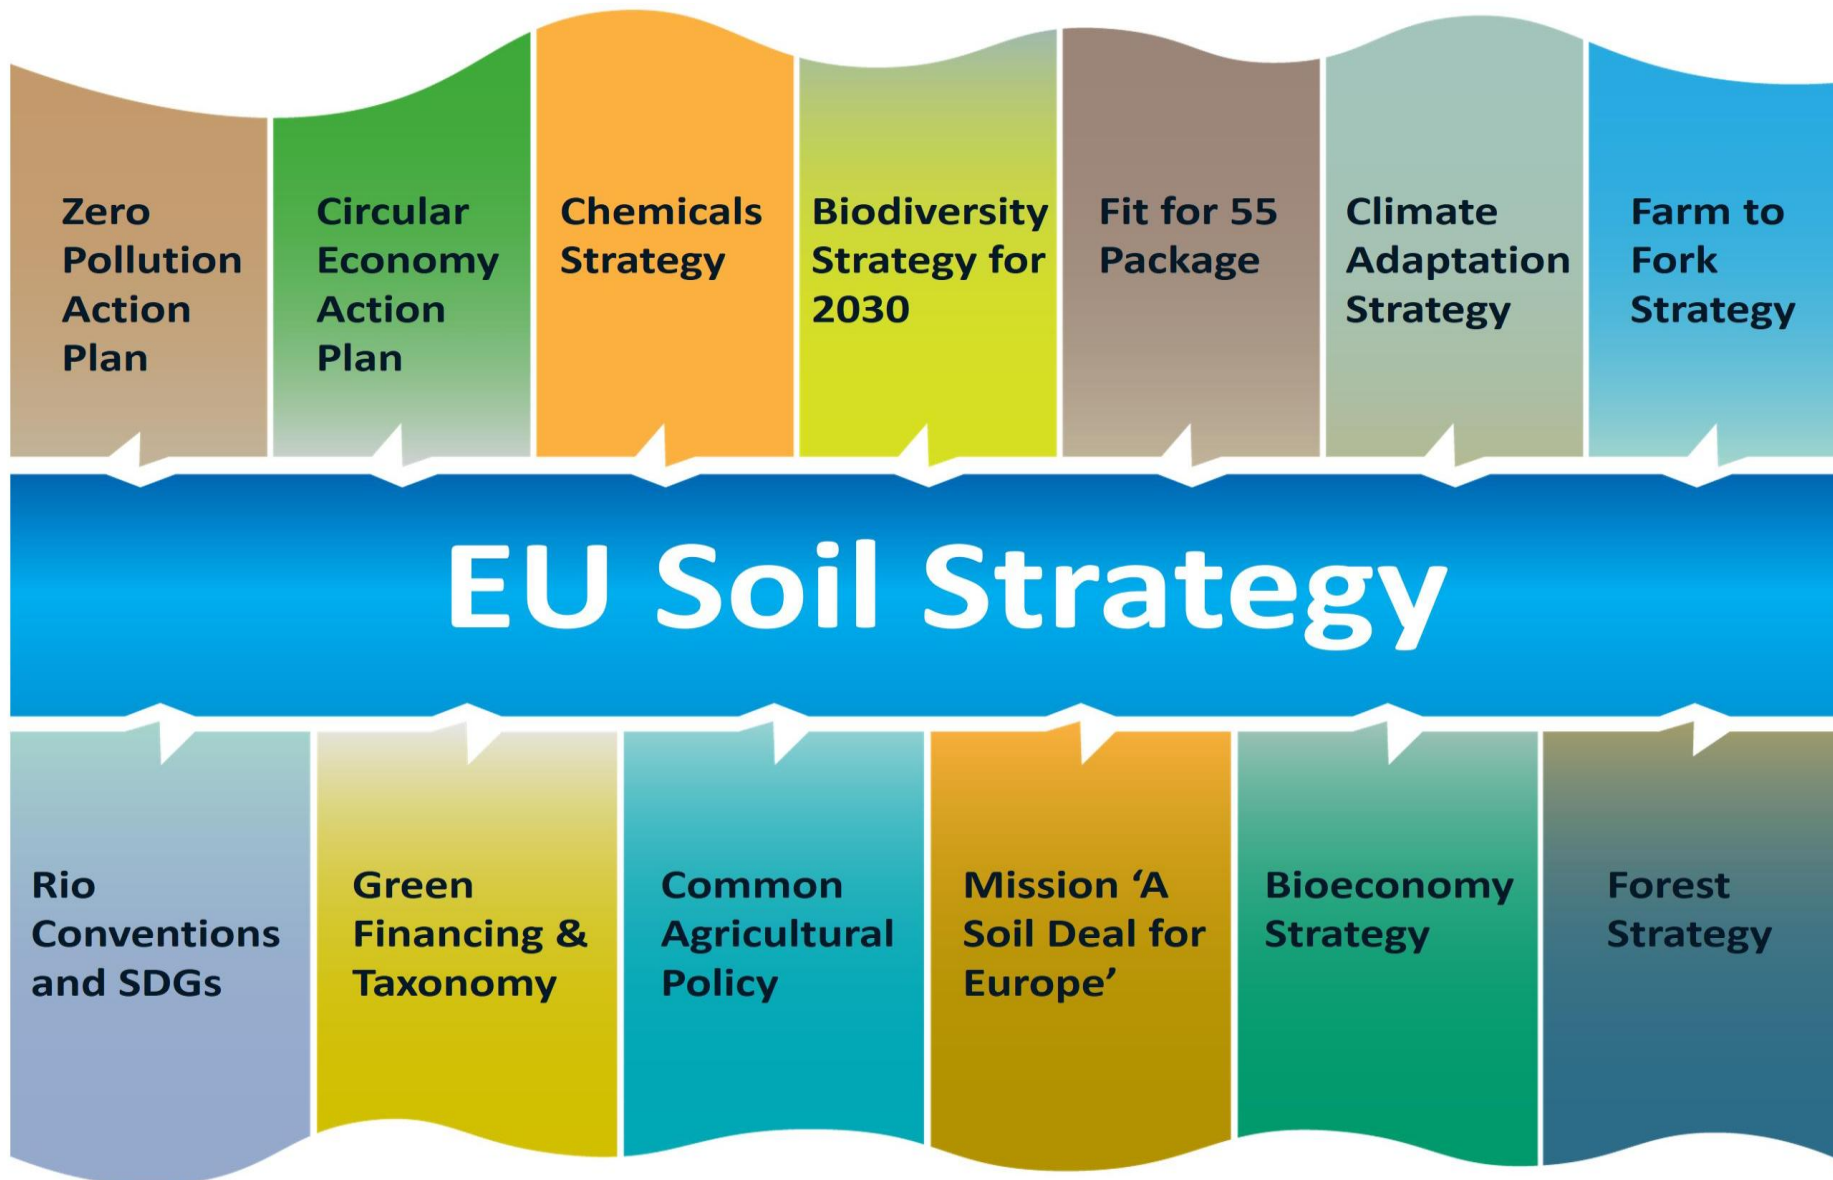 Zero
Pollution
Action
Plan
Circular
Economy
Action
Plan
Chemicals
Strategy
Biodiversity
Strategy for
2030
Fit for 55
Package
Climate
Adaptation
Strategy
Farm to
Fork
Strategy
EU Soil Strategy
Rio
Conventions
and SDGs
Green
Financing &
Taxonomy
Common
Agricultural
Policy
Mission ‘A
Soil Deal for
Europe’
Bioeconomy
Strategy
Forest
Strategy